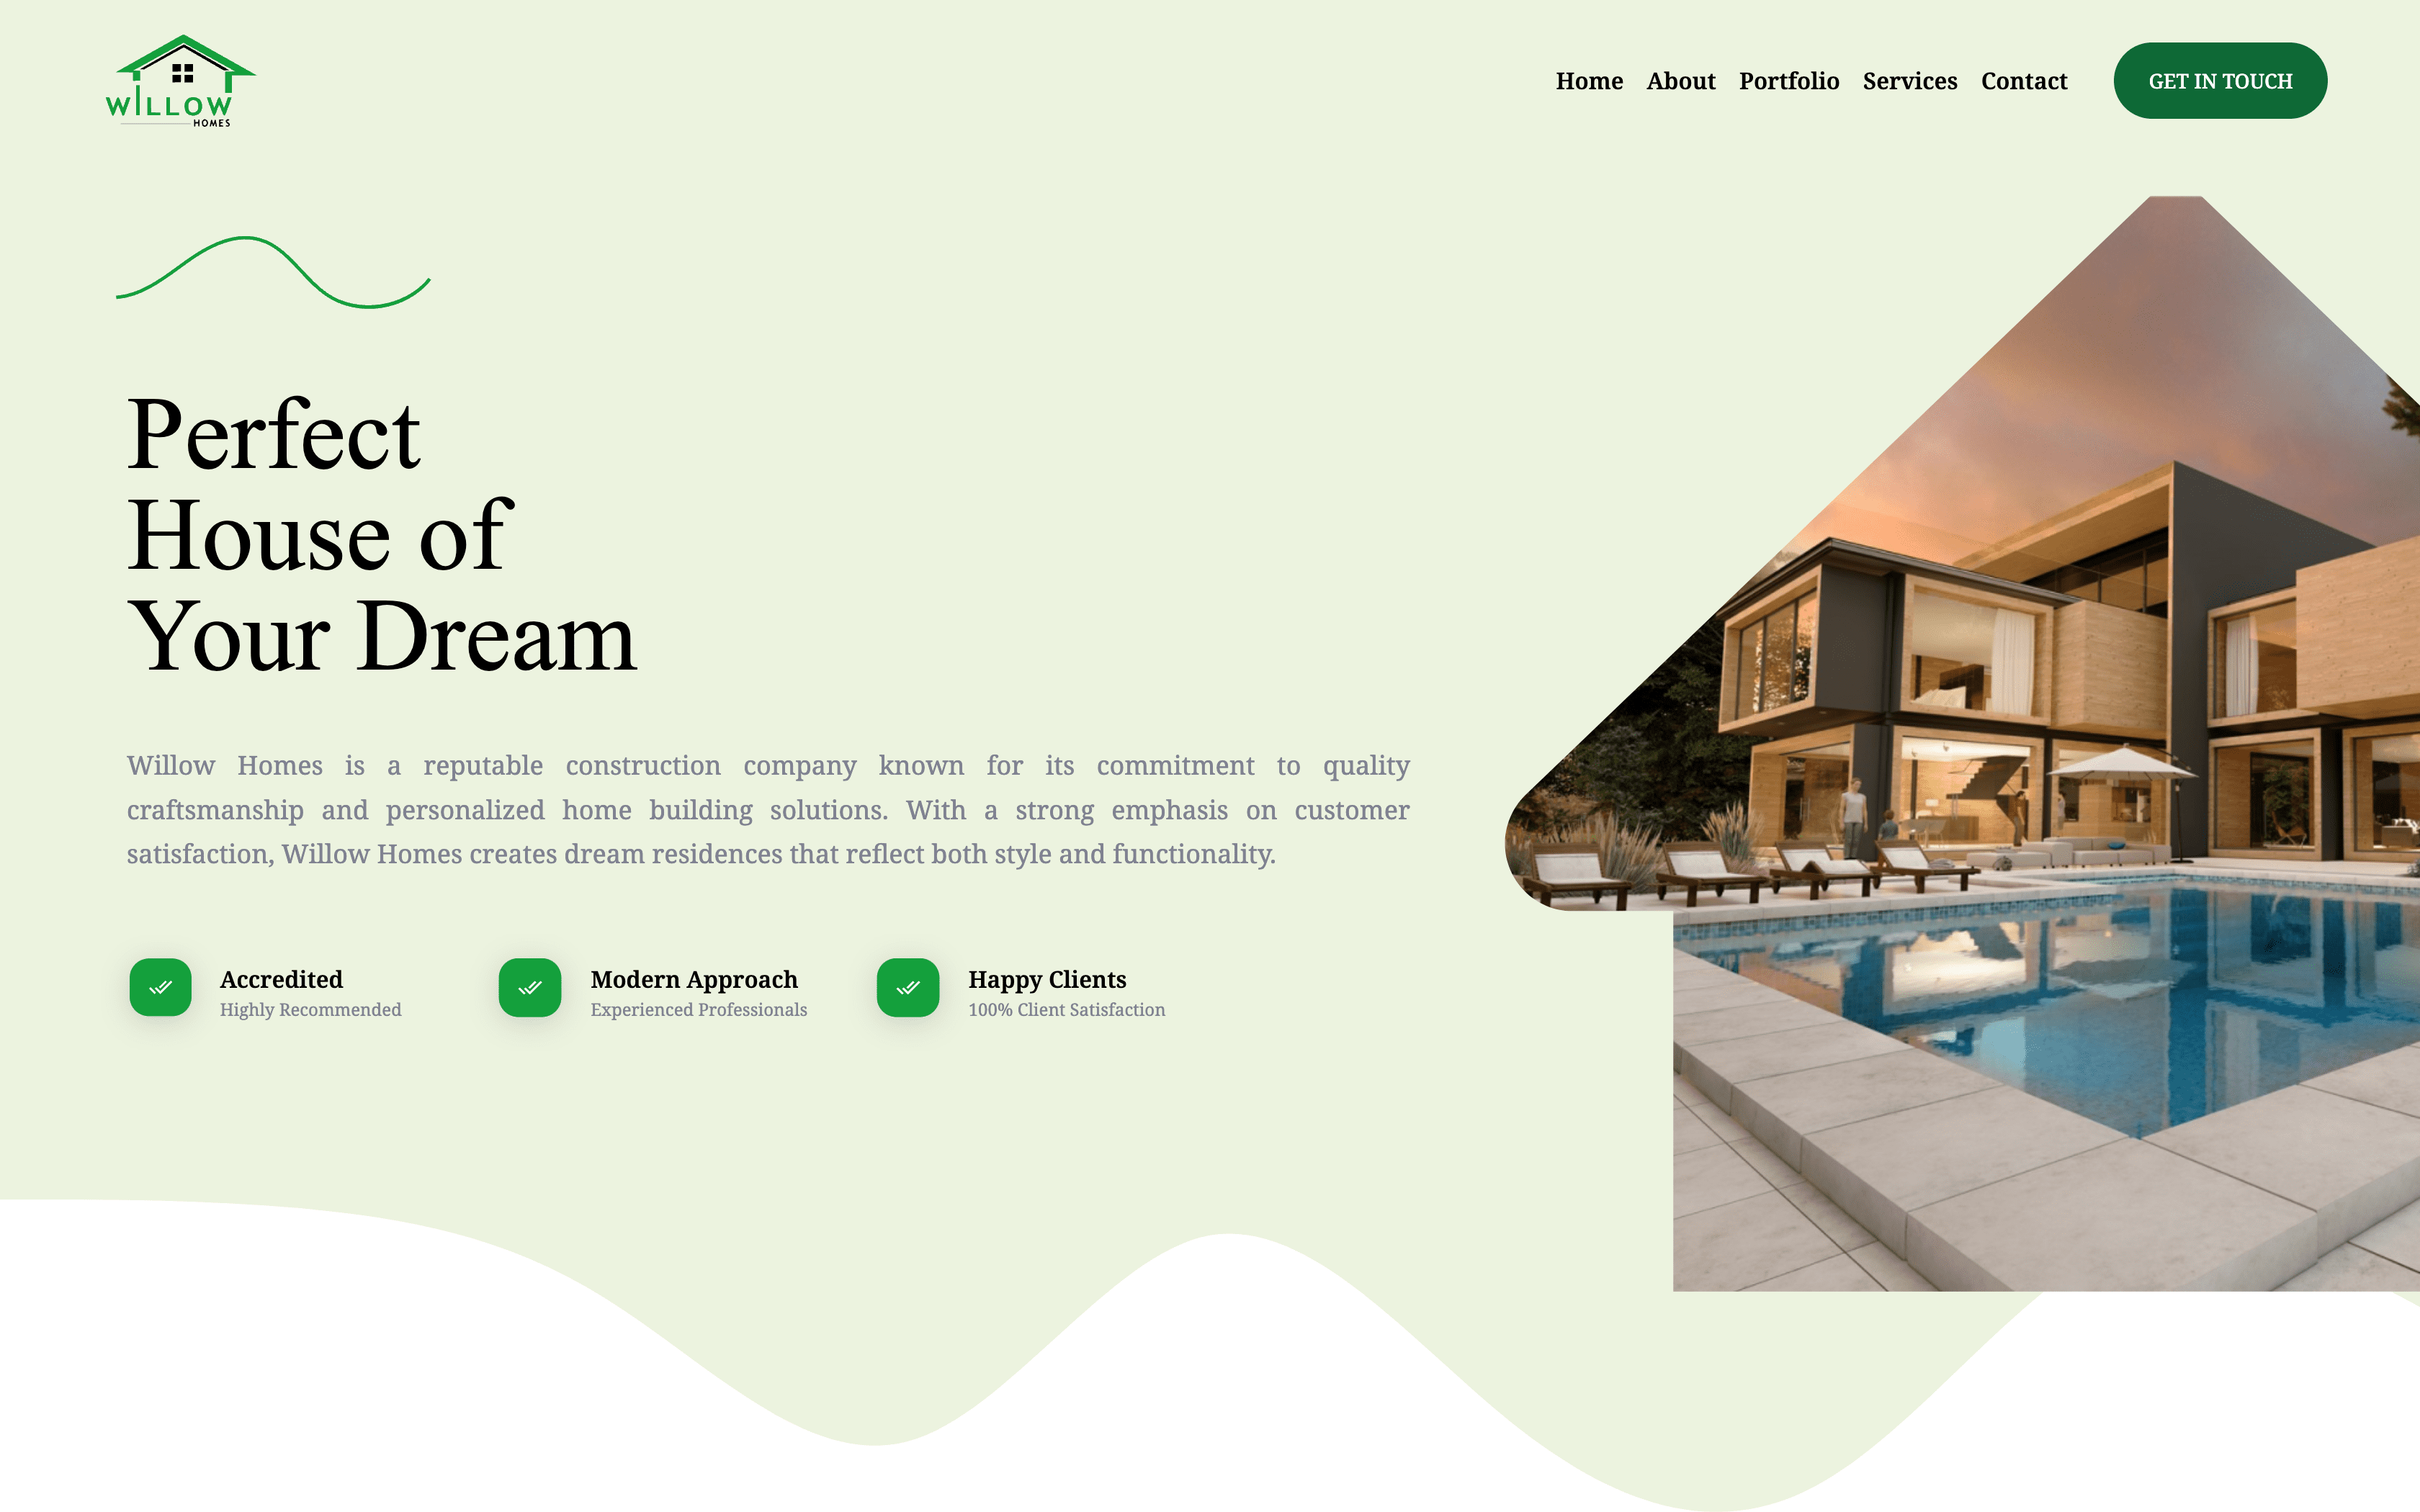 WILLOW
HOMES
Home About Portfolio Services Contact GET IN TOUCH
Perfect
House of
Your Dream
Willow Homes is a reputable construction company known for its commitment to quality
craftsmanship and personalized home building solutions. With a strong emphasis on customer
satisfaction, Willow Homes creates dream residences that reflect both style and functionality.
Accredited
Highly Recommended
Modern Approach
Experienced Professionals
Happy Clients
100% Client Satisfaction